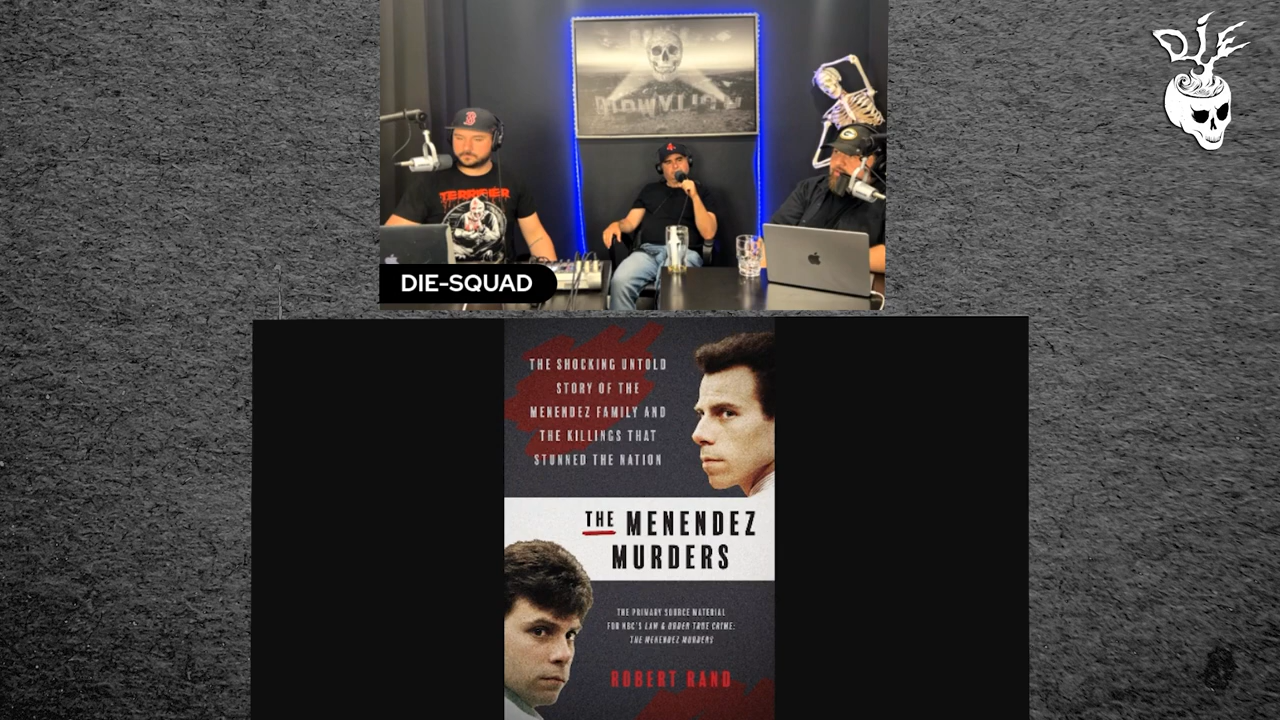 DIE
B
4
G
TERRIFIER
DIE-SQUAD
THE SHOCKING UNTOLD
STORY OF THE
MENENDEZ FAMILY AND
THE KILLINGS THAT
STUNNED THE NATION
THE MENENDEZ
MURDERS
THE PRIMARY SOURCE MATERIAL
FOR NBC'S LAW & ORDER TRUE CRIME:
THE MENENDEZ MURDERS
ROBERT RAND